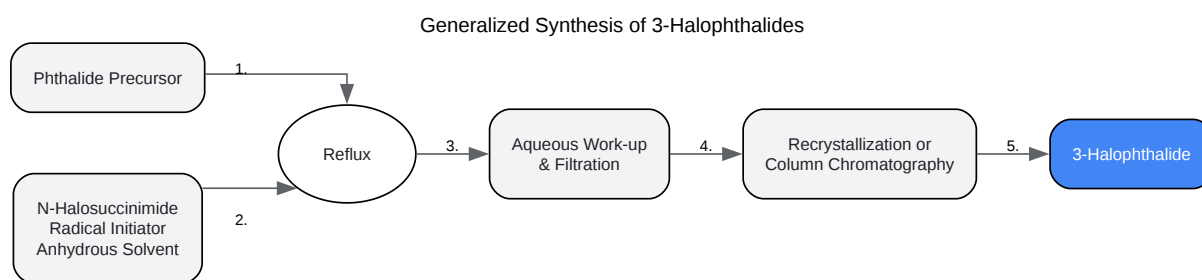 Generalized Synthesis of 3-Halophthalides
Phthalide Precursor
1.
N-Halosuccinimide
Radical Initiator
Anhydrous Solvent
2.
Reflux
3.
Aqueous Work-up
& Filtration
4.
Recrystallization or
Column Chromatography
5.
3-Halophthalide